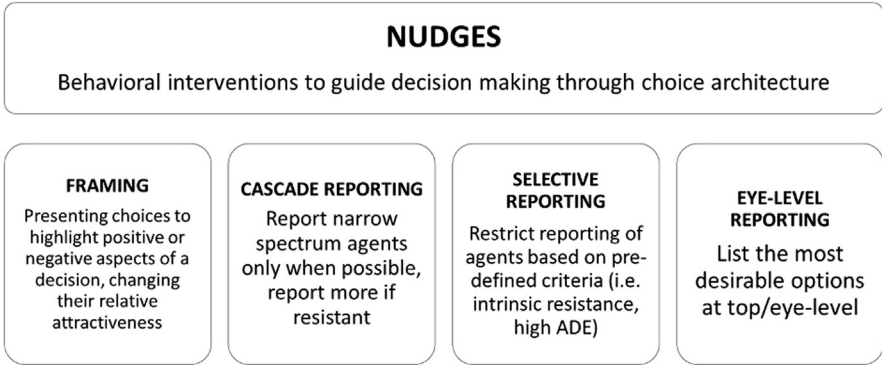 NUDGES
Behavioral interventions to guide decision making through choice architecture
FRAMING
Presenting choices to
highlight positive or
negative aspects of a
decision, changing
their relative
attractiveness
CASCADE REPORTING
Report narrow
spectrum agents
only when possible,
report more if
resistant
SELECTIVE
REPORTING
Restrict reporting of
agents based on pre-
defined criteria (i.e.
intrinsic resistance,
high ADE)
EYE-LEVEL
REPORTING
List the most
desirable options
at top/eye-level